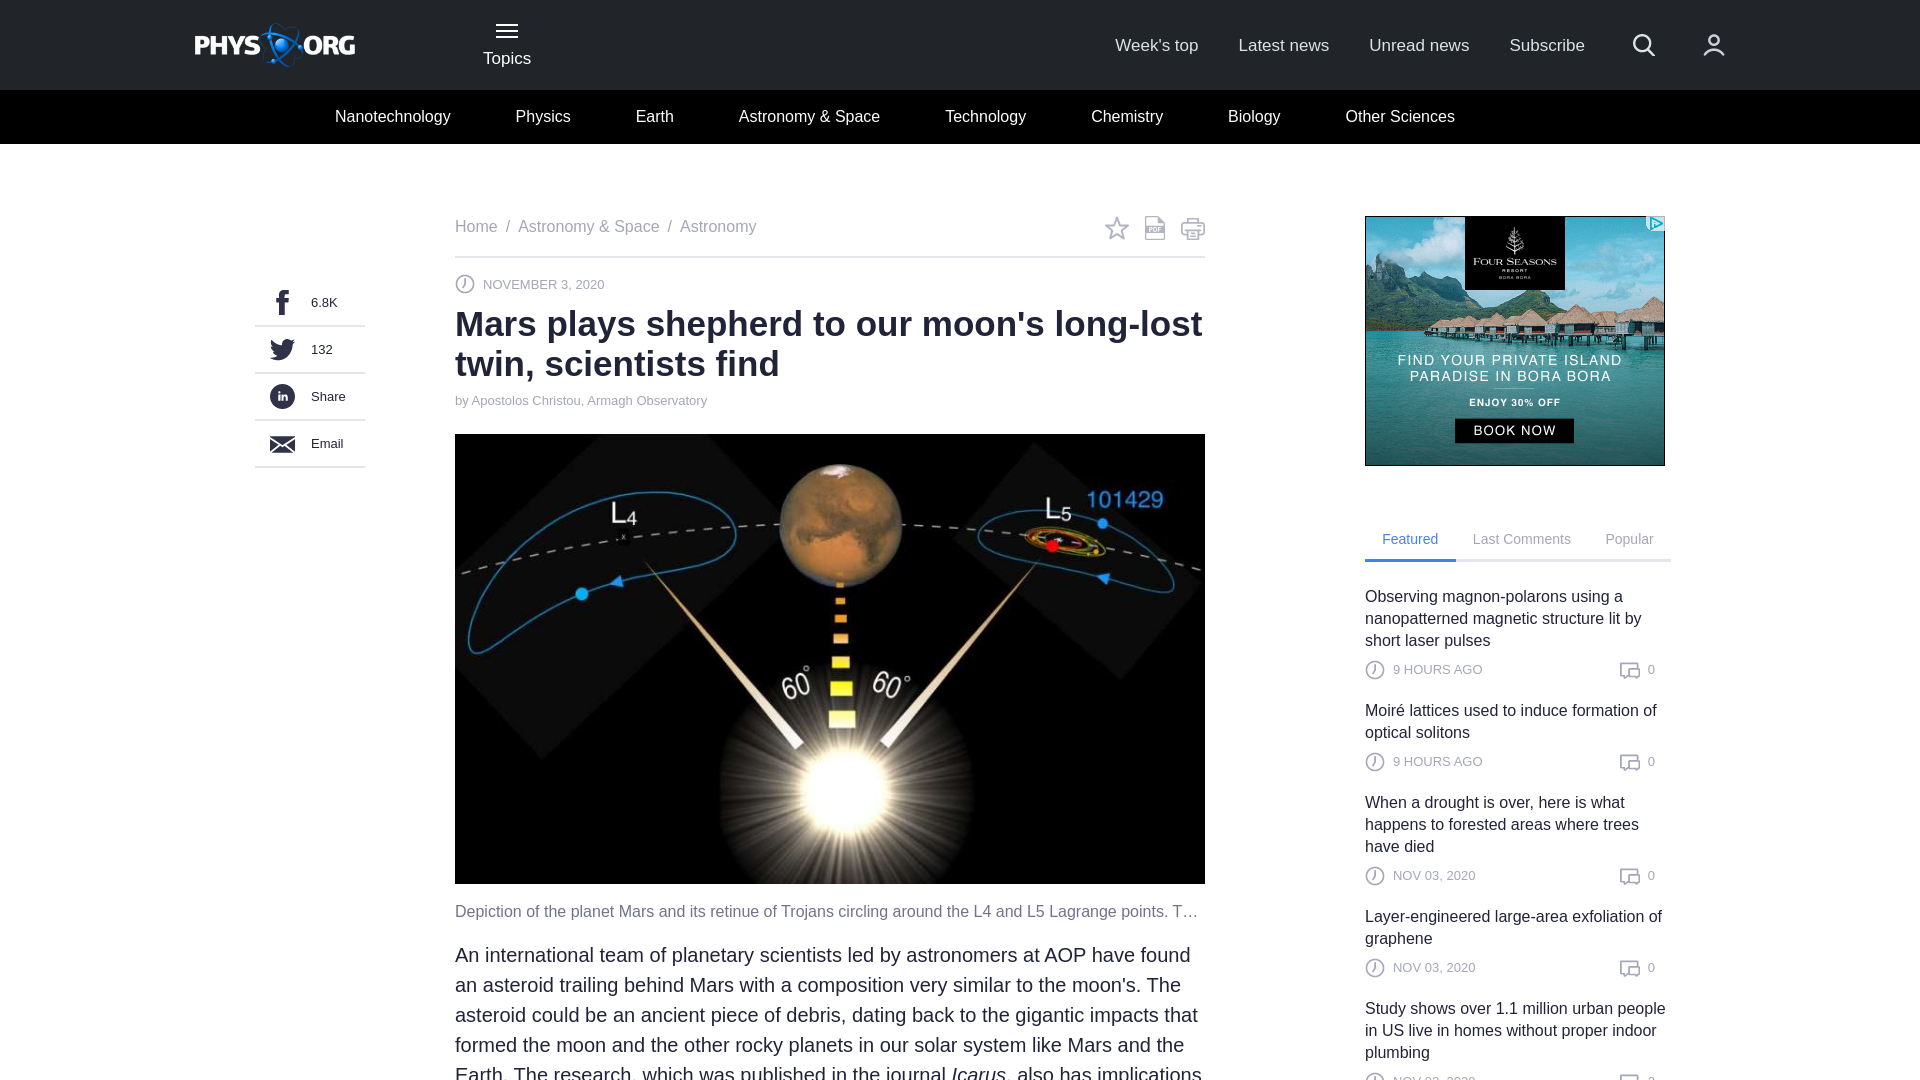 PHYS ORG
Topics
Week's top
Latest news
Unread news
Subscribe
Nanotechnology
Physics
Earth
Astronomy & Space
Technology
Chemistry
Biology
Other Sciences
Home / Astronomy & Space / Astronomy
PDF
6.8K
132
in Share
Email
NOVEMBER 3, 2020
Mars plays shepherd to our moon's long-lost
twin, scientists find
by Apostolos Christou, Armagh Observatory
L4
x
L5
101429
60°
60°
Depiction of the planet Mars and its retinue of Trojans circling around the L4 and L5 Lagrange points. T…
An international team of planetary scientists led by astronomers at AOP have found
an asteroid trailing behind Mars with a composition very similar to the moon's. The
asteroid could be an ancient piece of debris, dating back to the gigantic impacts that
formed the moon and the other rocky planets in our solar system like Mars and the
Earth. The research, which was published in the journal Icarus, also has implications
FOUR SEASONS
RESORT
BORA BORA
FIND YOUR PRIVATE ISLAND
PARADISE IN BORA BORA
ENJOY 30% OFF
BOOK NOW
Featured
Last Comments
Popular
Observing magnon-polarons using a
nanopatterned magnetic structure lit by
short laser pulses
9 HOURS AGO
0
Moiré lattices used to induce formation of
optical solitons
9 HOURS AGO
0
When a drought is over, here is what
happens to forested areas where trees
have died
NOV 03, 2020
0
Layer-engineered large-area exfoliation of
graphene
NOV 03, 2020
0
Study shows over 1.1 million urban people
in US live in homes without proper indoor
plumbing
NOV 03, 2020